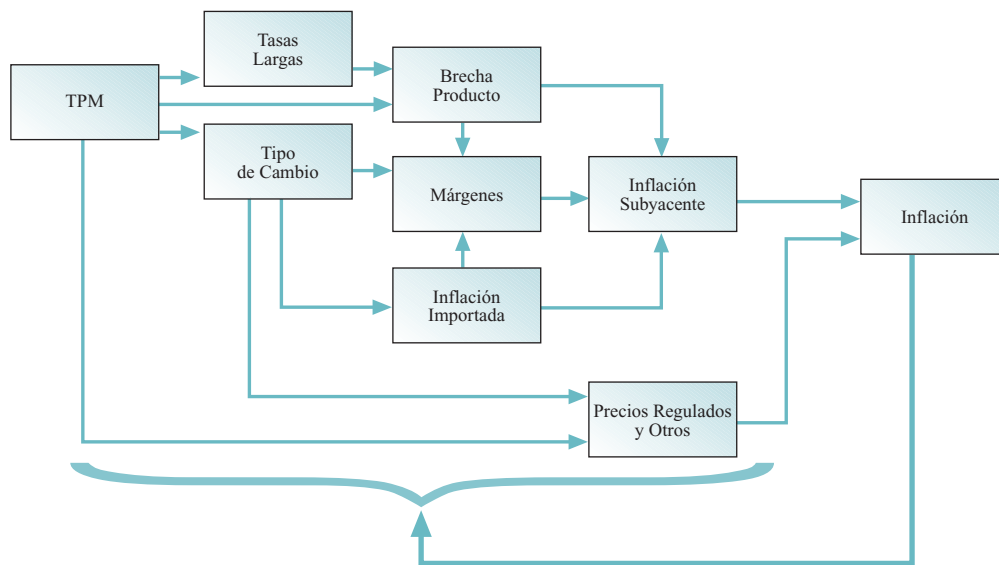 Tasas
Largas
TPM
Brecha
Producto
Tipo
de Cambio
Márgenes
Inflación
Subyacente
Inflación
Inflación
Importada
Precios Regulados
y Otros